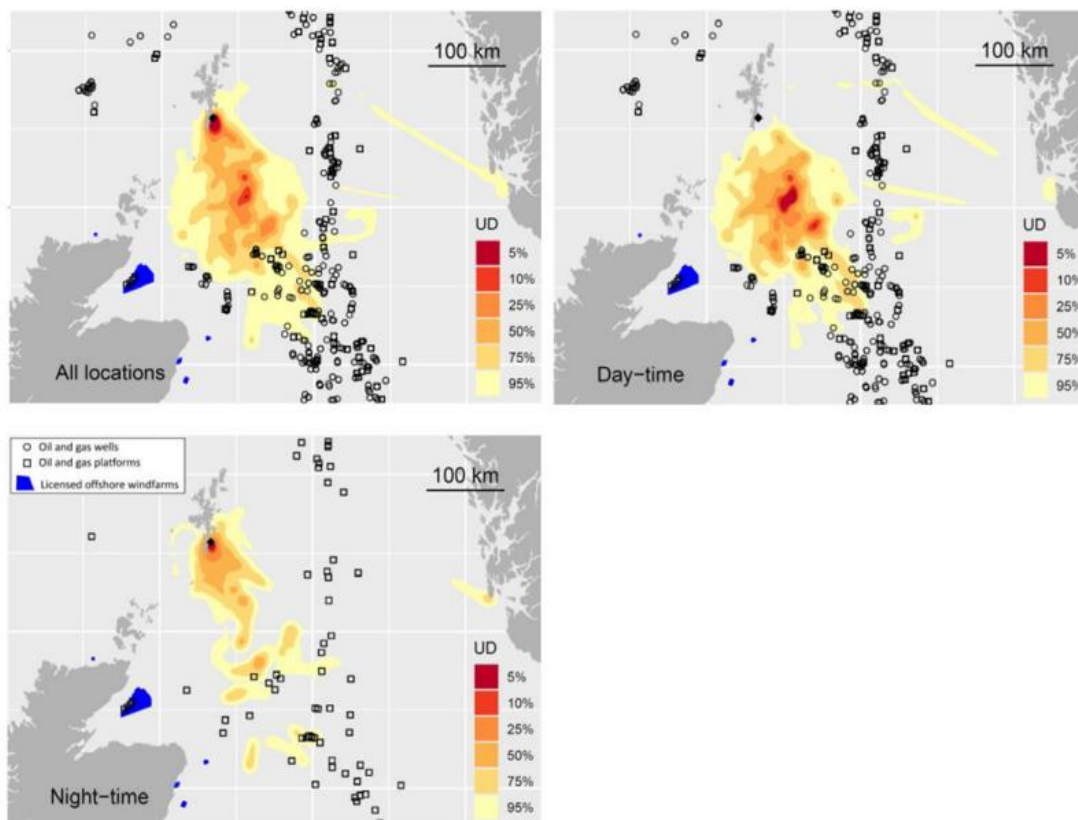 100 km
UD
5%
10%
25%
50%
75%
95%
All locations
100 km
UD
5%
10%
25%
50%
75%
95%
Day-time
Oil and gas wells
Oil and gas platforms
Licensed offshore windfarms
100 km
UD
5%
10%
25%
50%
75%
95%
Night-time